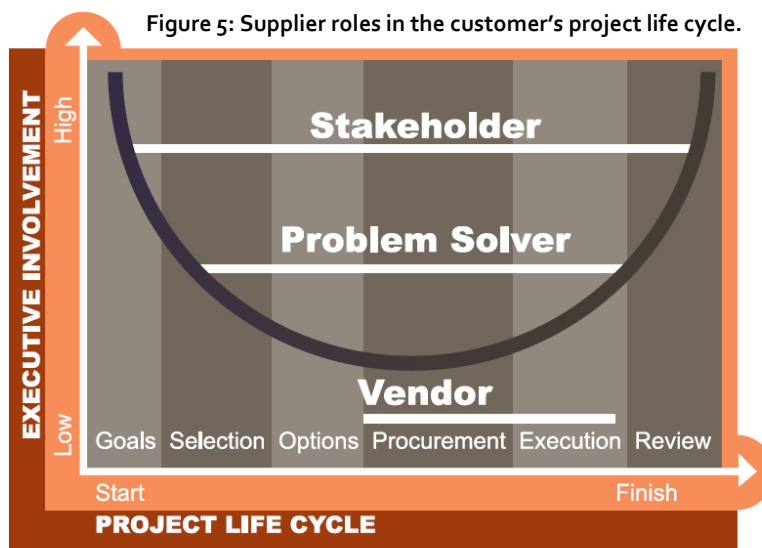 Figure 5: Supplier roles in the customer's project life cycle.
EXECUTIVE INVOLVEMENT
High
Low
Stakeholder
Problem Solver
Vendor
Goals Selection Options Procurement Execution Review
Start Finish
PROJECT LIFE CYCLE